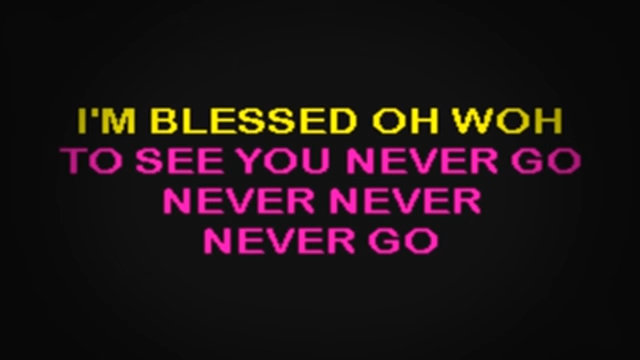 I'M BLESSED OH WOH
TO SEE YOU NEVER GO
NEVER NEVER
NEVER GO